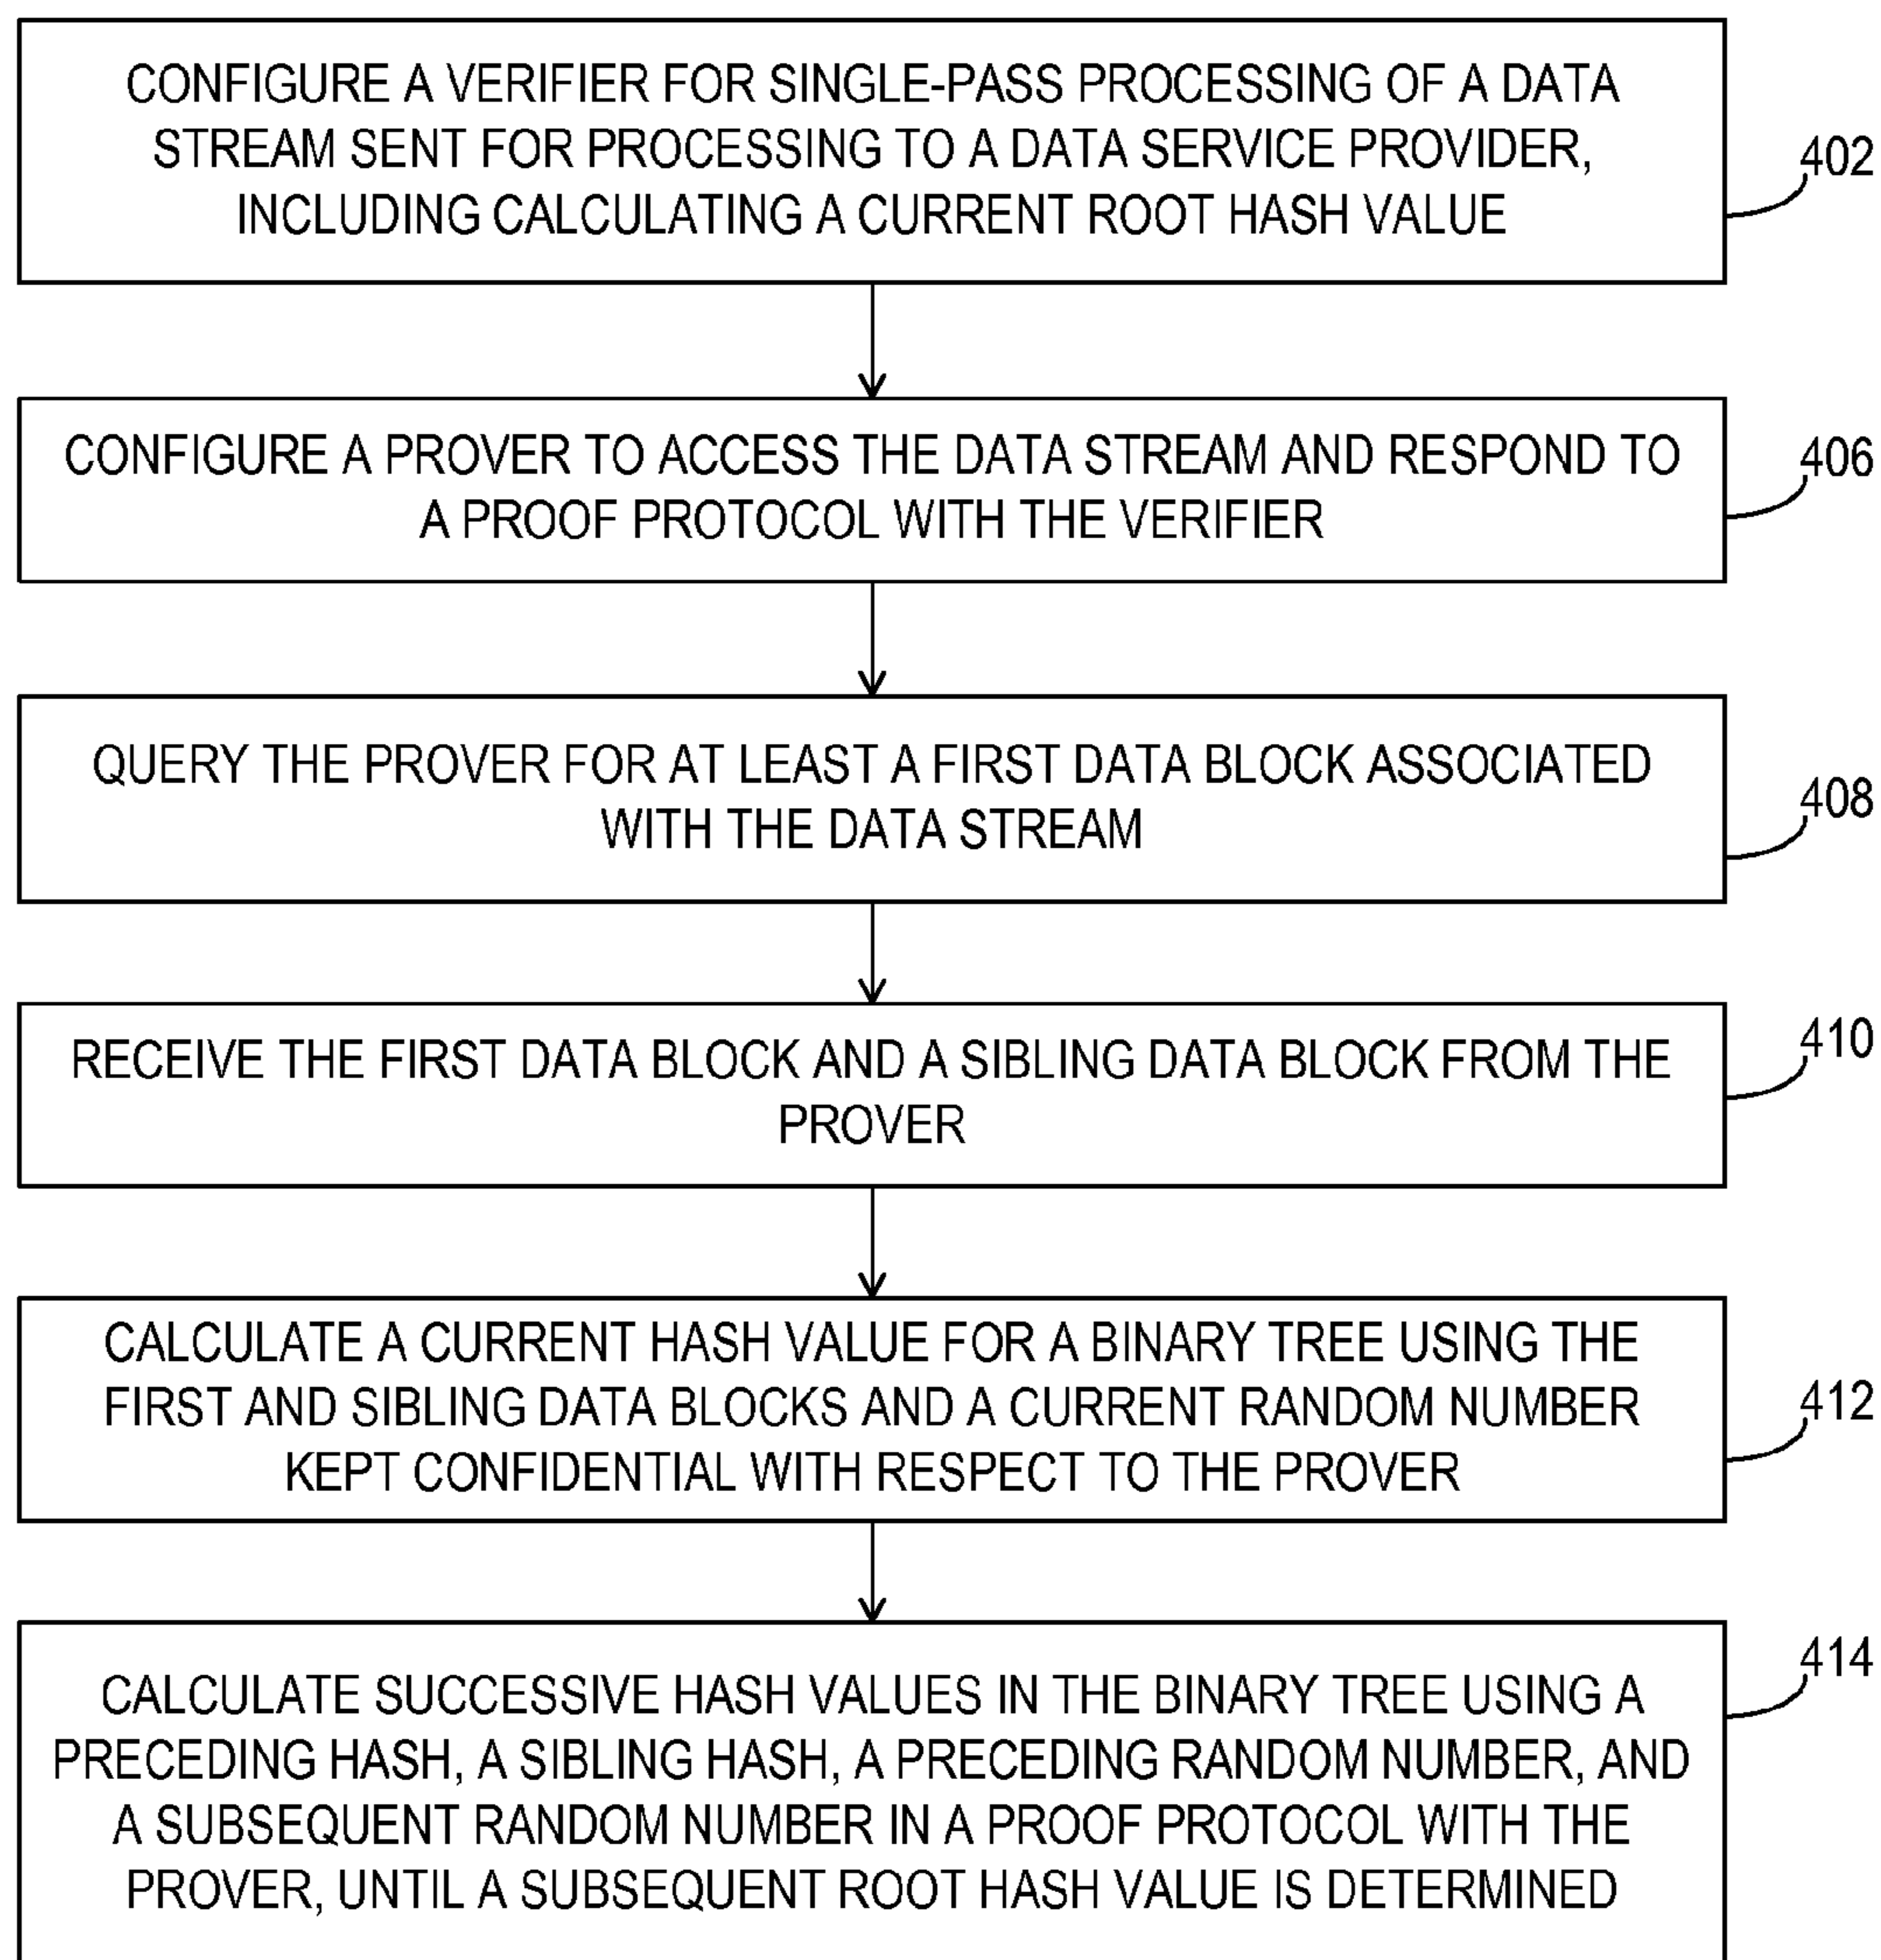 CONFIGURE A VERIFIER FOR SINGLE-PASS PROCESSING OF A DATA
STREAM SENT FOR PROCESSING TO A DATA SERVICE PROVIDER,
INCLUDING CALCULATING A CURRENT ROOT HASH VALUE
402
CONFIGURE A PROVER TO ACCESS THE DATA STREAM AND RESPOND TO
A PROOF PROTOCOL WITH THE VERIFIER
406
QUERY THE PROVER FOR AT LEAST A FIRST DATA BLOCK ASSOCIATED
WITH THE DATA STREAM
408
RECEIVE THE FIRST DATA BLOCK AND A SIBLING DATA BLOCK FROM THE
PROVER
410
CALCULATE A CURRENT HASH VALUE FOR A BINARY TREE USING THE
FIRST AND SIBLING DATA BLOCKS AND A CURRENT RANDOM NUMBER
KEPT CONFIDENTIAL WITH RESPECT TO THE PROVER
412
CALCULATE SUCCESSIVE HASH VALUES IN THE BINARY TREE USING A
PRECEDING HASH, A SIBLING HASH, A PRECEDING RANDOM NUMBER, AND
A SUBSEQUENT RANDOM NUMBER IN A PROOF PROTOCOL WITH THE
PROVER, UNTIL A SUBSEQUENT ROOT HASH VALUE IS DETERMINED
414